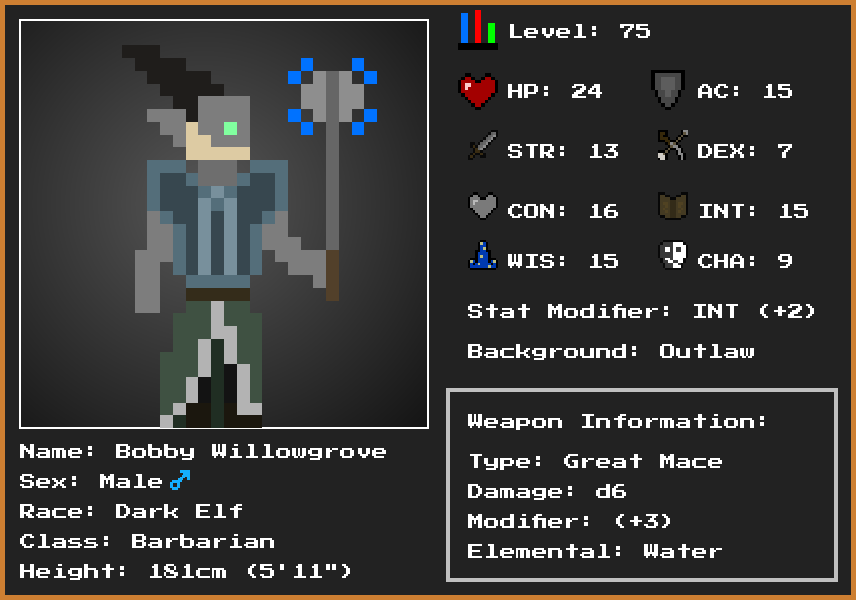 Level: 75
HP: 24
AC: 15
STR: 13
DEX: 7
CON: 16
INT: 15
WIS: 15
CHA: 9
Stat Modifier: INT (+2)
Background: Outlaw
Weapon Information:
Type: Great Mace
Damage: d6
Modifier: (+3)
Elemental: Water
Name: Bobby Willowgrove
Sex: Male♂
Race: Dark Elf
Class: Barbarian
Height: 181cm (5'11")